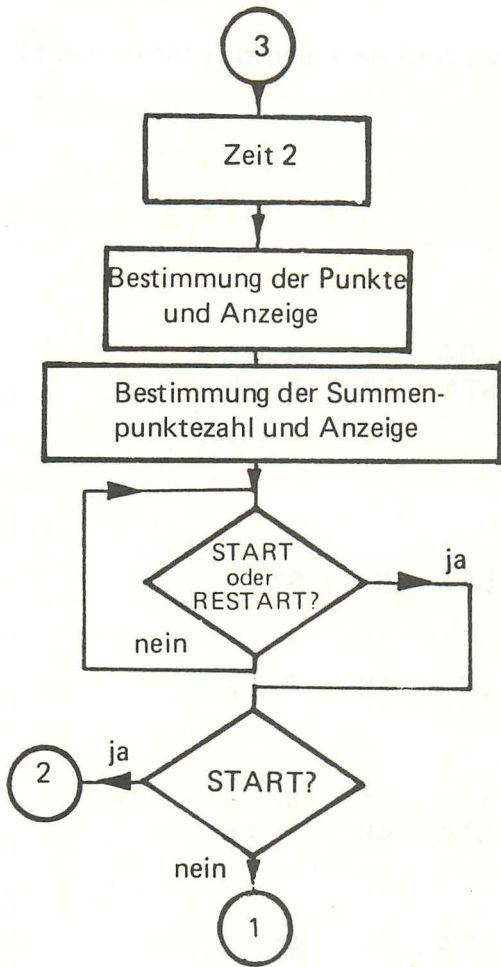 3
Zeit 2
Bestimmung der Punkte
und Anzeige
Bestimmung der Summen-
punktezahl und Anzeige
START
oder
RESTART?
ja
nein
ja
START?
2
nein
1